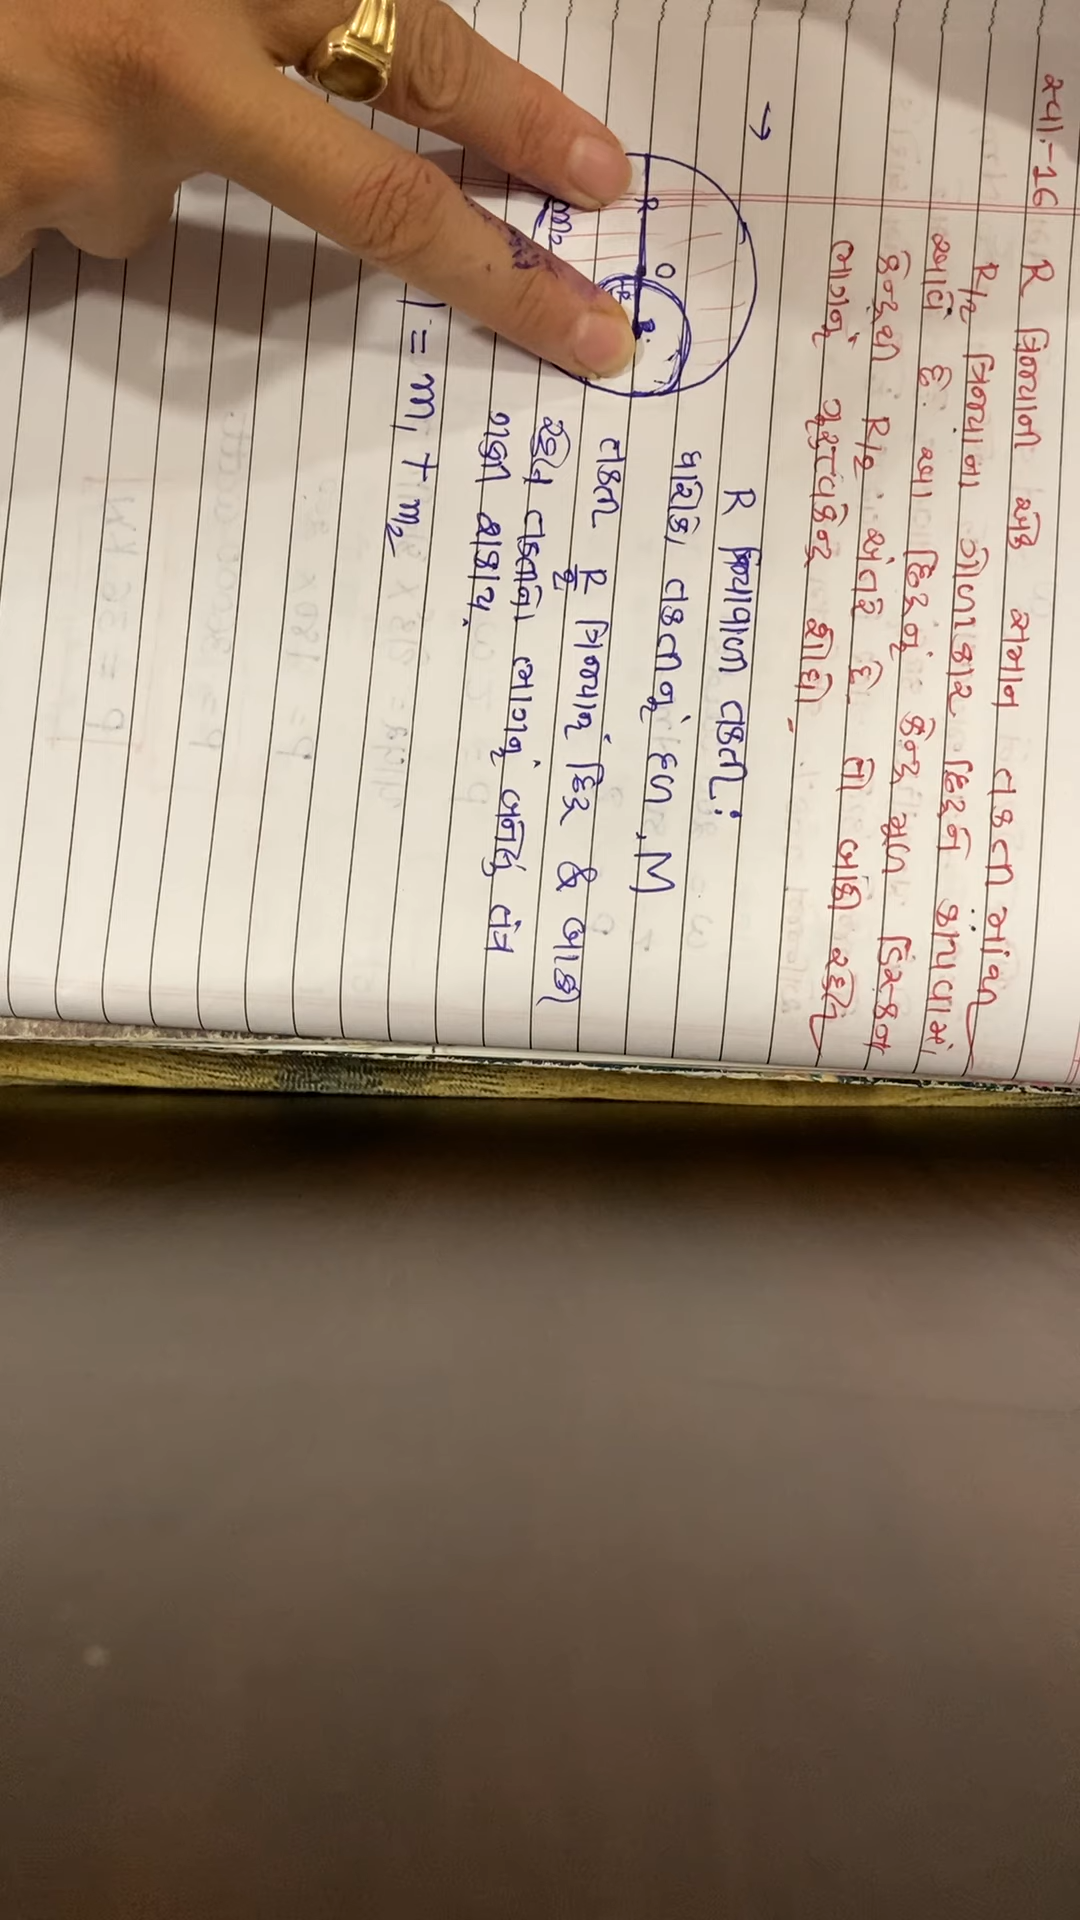 સ્વા.-16 R ત્રિજ્યાની એક સમાન તકતી માંથી
R/2 ત્રિજ્યાના ગોળાકાર છિદ્રને કાપવામાં
આવે છે. આ છિદ્રનું કેન્દ્ર મુળ ડિસ્કના
કેન્દ્રથી R/2 અંતરે છે. તો બાકી રહેલ
ભાગનું ગુરુત્વકેન્દ્ર શોધો.
→
R ત્રિજ્યાવાળી તકતી:
ધારોકે, તકતીનું દળ, M
તકતી R/2 ત્રિજ્યાનું છિદ્ર & બાકી
રહેલ તકતીના ભાગનું બનેલું તંત્ર
ગણી શકાય.
R
O
m2
= m1 + m2